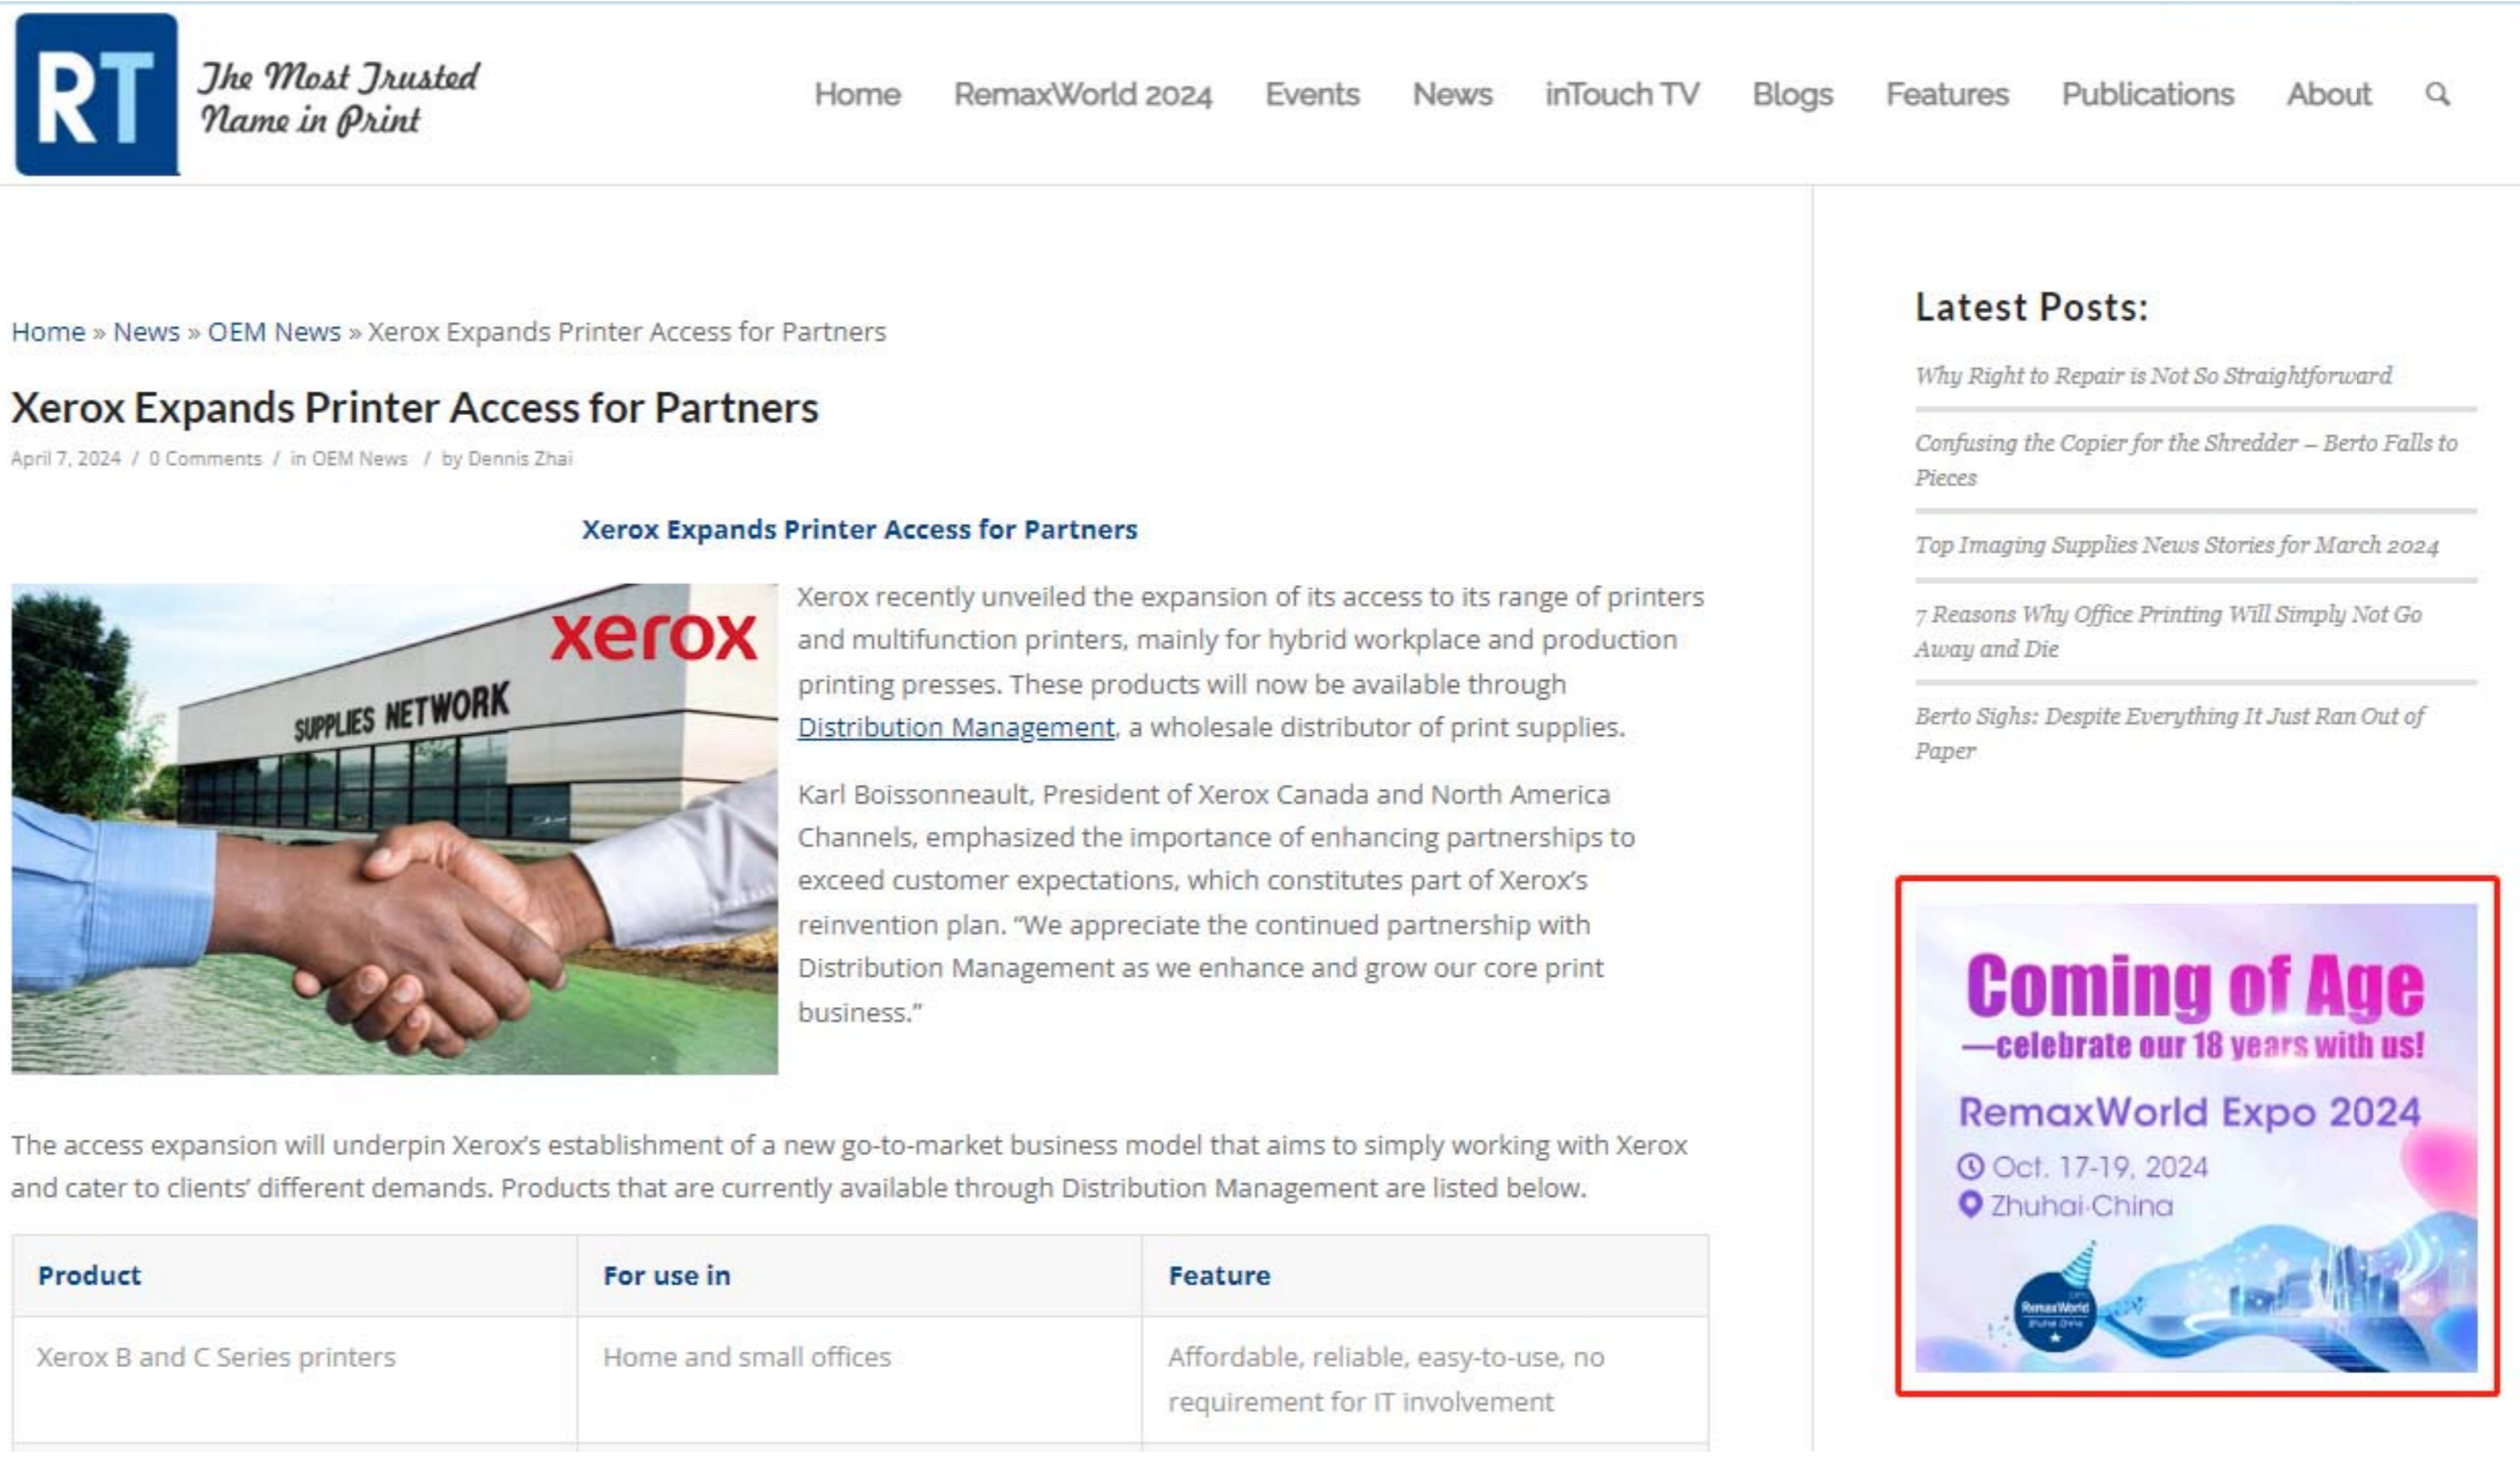 RT
The Most Trusted
Name in Print
Home RemaxWorld 2024 Events News inTouch TV Blogs Features Publications About
Home » News » OEM News » Xerox Expands Printer Access for Partners
Xerox Expands Printer Access for Partners
April 7, 2024 / 0 Comments / in OEM News / by Dennis Zhai
Xerox Expands Printer Access for Partners
xerox
SUPPLIES NETWORK
Xerox recently unveiled the expansion of its access to its range of printers
and multifunction printers, mainly for hybrid workplace and production
printing presses. These products will now be available through
Distribution Management, a wholesale distributor of print supplies.
Karl Boissonneault, President of Xerox Canada and North America
Channels, emphasized the importance of enhancing partnerships to
exceed customer expectations, which constitutes part of Xerox's
reinvention plan. “We appreciate the continued partnership with
Distribution Management as we enhance and grow our core print
business.”
The access expansion will underpin Xerox's establishment of a new go-to-market business model that aims to simply working with Xerox
and cater to clients' different demands. Products that are currently available through Distribution Management are listed below.
Product For use in Feature
Xerox B and C Series printers Home and small offices Affordable, reliable, easy-to-use, no
requirement for IT involvement
Latest Posts:
Why Right to Repair is Not So Straightforward
Confusing the Copier for the Shredder – Berto Falls to
Pieces
Top Imaging Supplies News Stories for March 2024
7 Reasons Why Office Printing Will Simply Not Go
Away and Die
Berto Sighs: Despite Everything It Just Ran Out of
Paper
Coming of Age
—celebrate our 18 years with us!
RemaxWorld Expo 2024
Oct. 17-19, 2024
Zhuhai·China
RemaxWorld